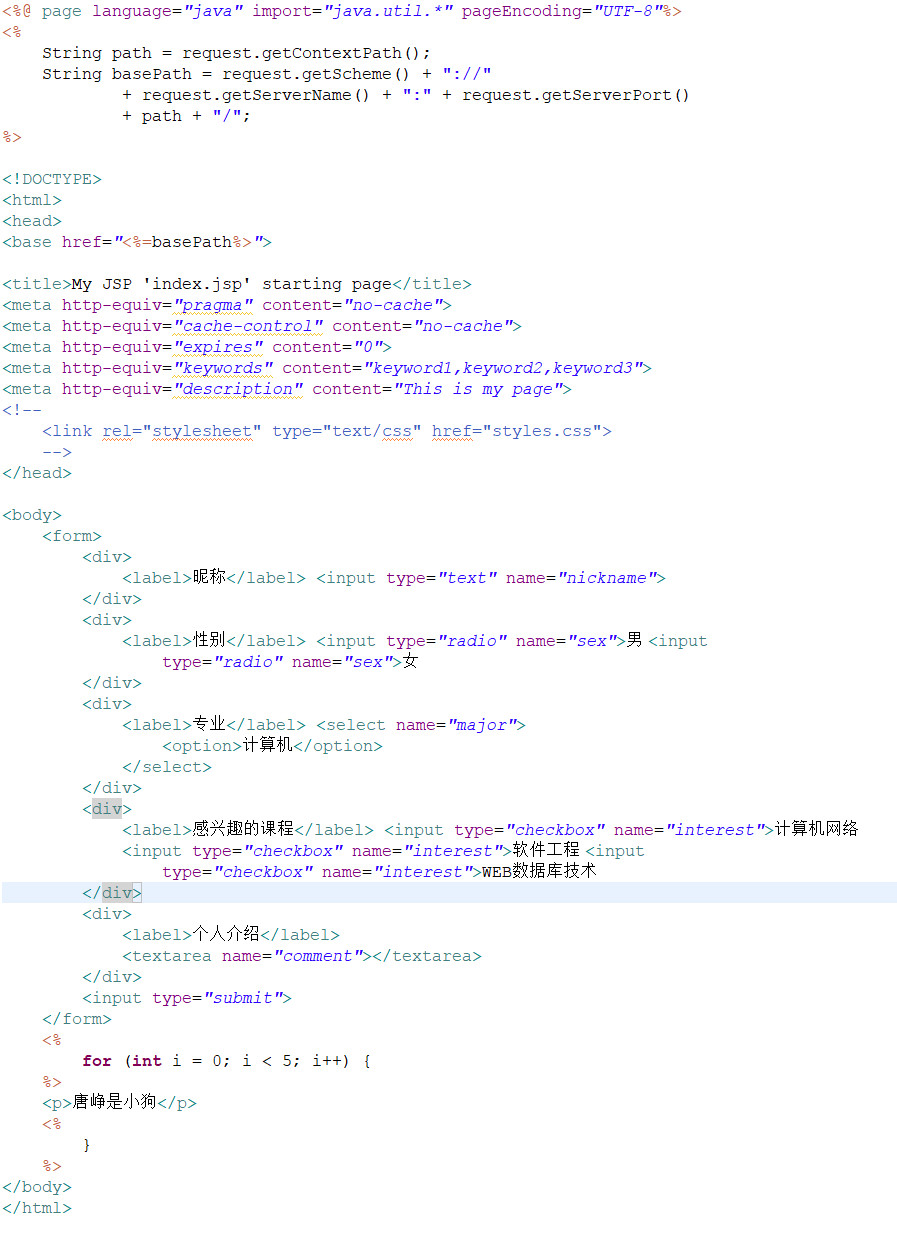 <%@ page language="java" import="java.util.*" pageEncoding="UTF-8"%>
<%
    String path = request.getContextPath();
    String basePath = request.getScheme() + "://"
            + request.getServerName() + ":" + request.getServerPort()
            + path + "/";
%>

<!DOCTYPE>
<html>
<head>
<base href="<%=basePath%>">

<title>My JSP 'index.jsp' starting page</title>
<meta http-equiv="pragma" content="no-cache">
<meta http-equiv="cache-control" content="no-cache">
<meta http-equiv="expires" content="0">
<meta http-equiv="keywords" content="keyword1,keyword2,keyword3">
<meta http-equiv="description" content="This is my page">
<!--
    <link rel="stylesheet" type="text/css" href="styles.css">
    -->
</head>

<body>
    <form>
        <div>
            <label>昵称</label> <input type="text" name="nickname">
        </div>
        <div>
            <label>性别</label> <input type="radio" name="sex">男 <input
                type="radio" name="sex">女
        </div>
        <div>
            <label>专业</label> <select name="major">
                <option>计算机</option>
            </select>
        </div>
        <div>
            <label>感兴趣的课程</label> <input type="checkbox" name="interest">计算机网络
            <input type="checkbox" name="interest">软件工程 <input
                type="checkbox" name="interest">WEB数据库技术
        </div>
        <div>
            <label>个人介绍</label>
            <textarea name="comment"></textarea>
        </div>
        <input type="submit">
    </form>
    <%
        for (int i = 0; i < 5; i++) {
    %>
    <p>唐峥是小狗</p>
    <%
        }
    %>
</body>
</html>